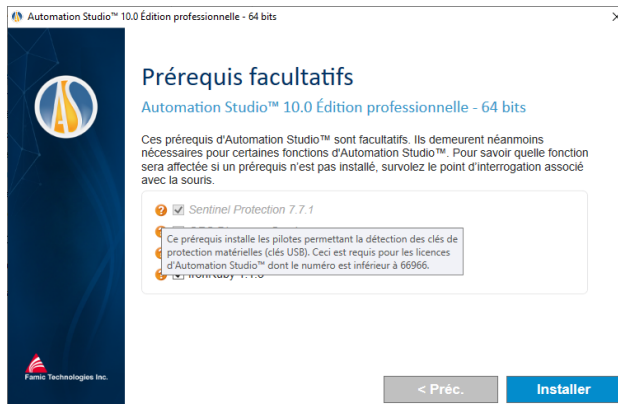 Automation Studio™ 10.0 Édition professionnelle - 64 bits
Prérequis facultatifs
Automation Studio™ 10.0 Édition professionnelle - 64 bits
Ces prérequis d'Automation Studio™ sont facultatifs. Ils demeurent néanmoins
nécessaires pour certaines fonctions d'Automation Studio™. Pour savoir quelle fonction
sera affectée si un prérequis n'est pas installé, survolez le point d'interrogation associé
avec la souris.
Sentinel Protection 7.7.1
Ce prérequis installe les pilotes permettant la détection des clés de
protection matérielles (clés USB). Ceci est requis pour les licences
d'Automation Studio™ dont le numéro est inférieur à 66966.
Famic Technologies Inc.
< Préc.
Installer